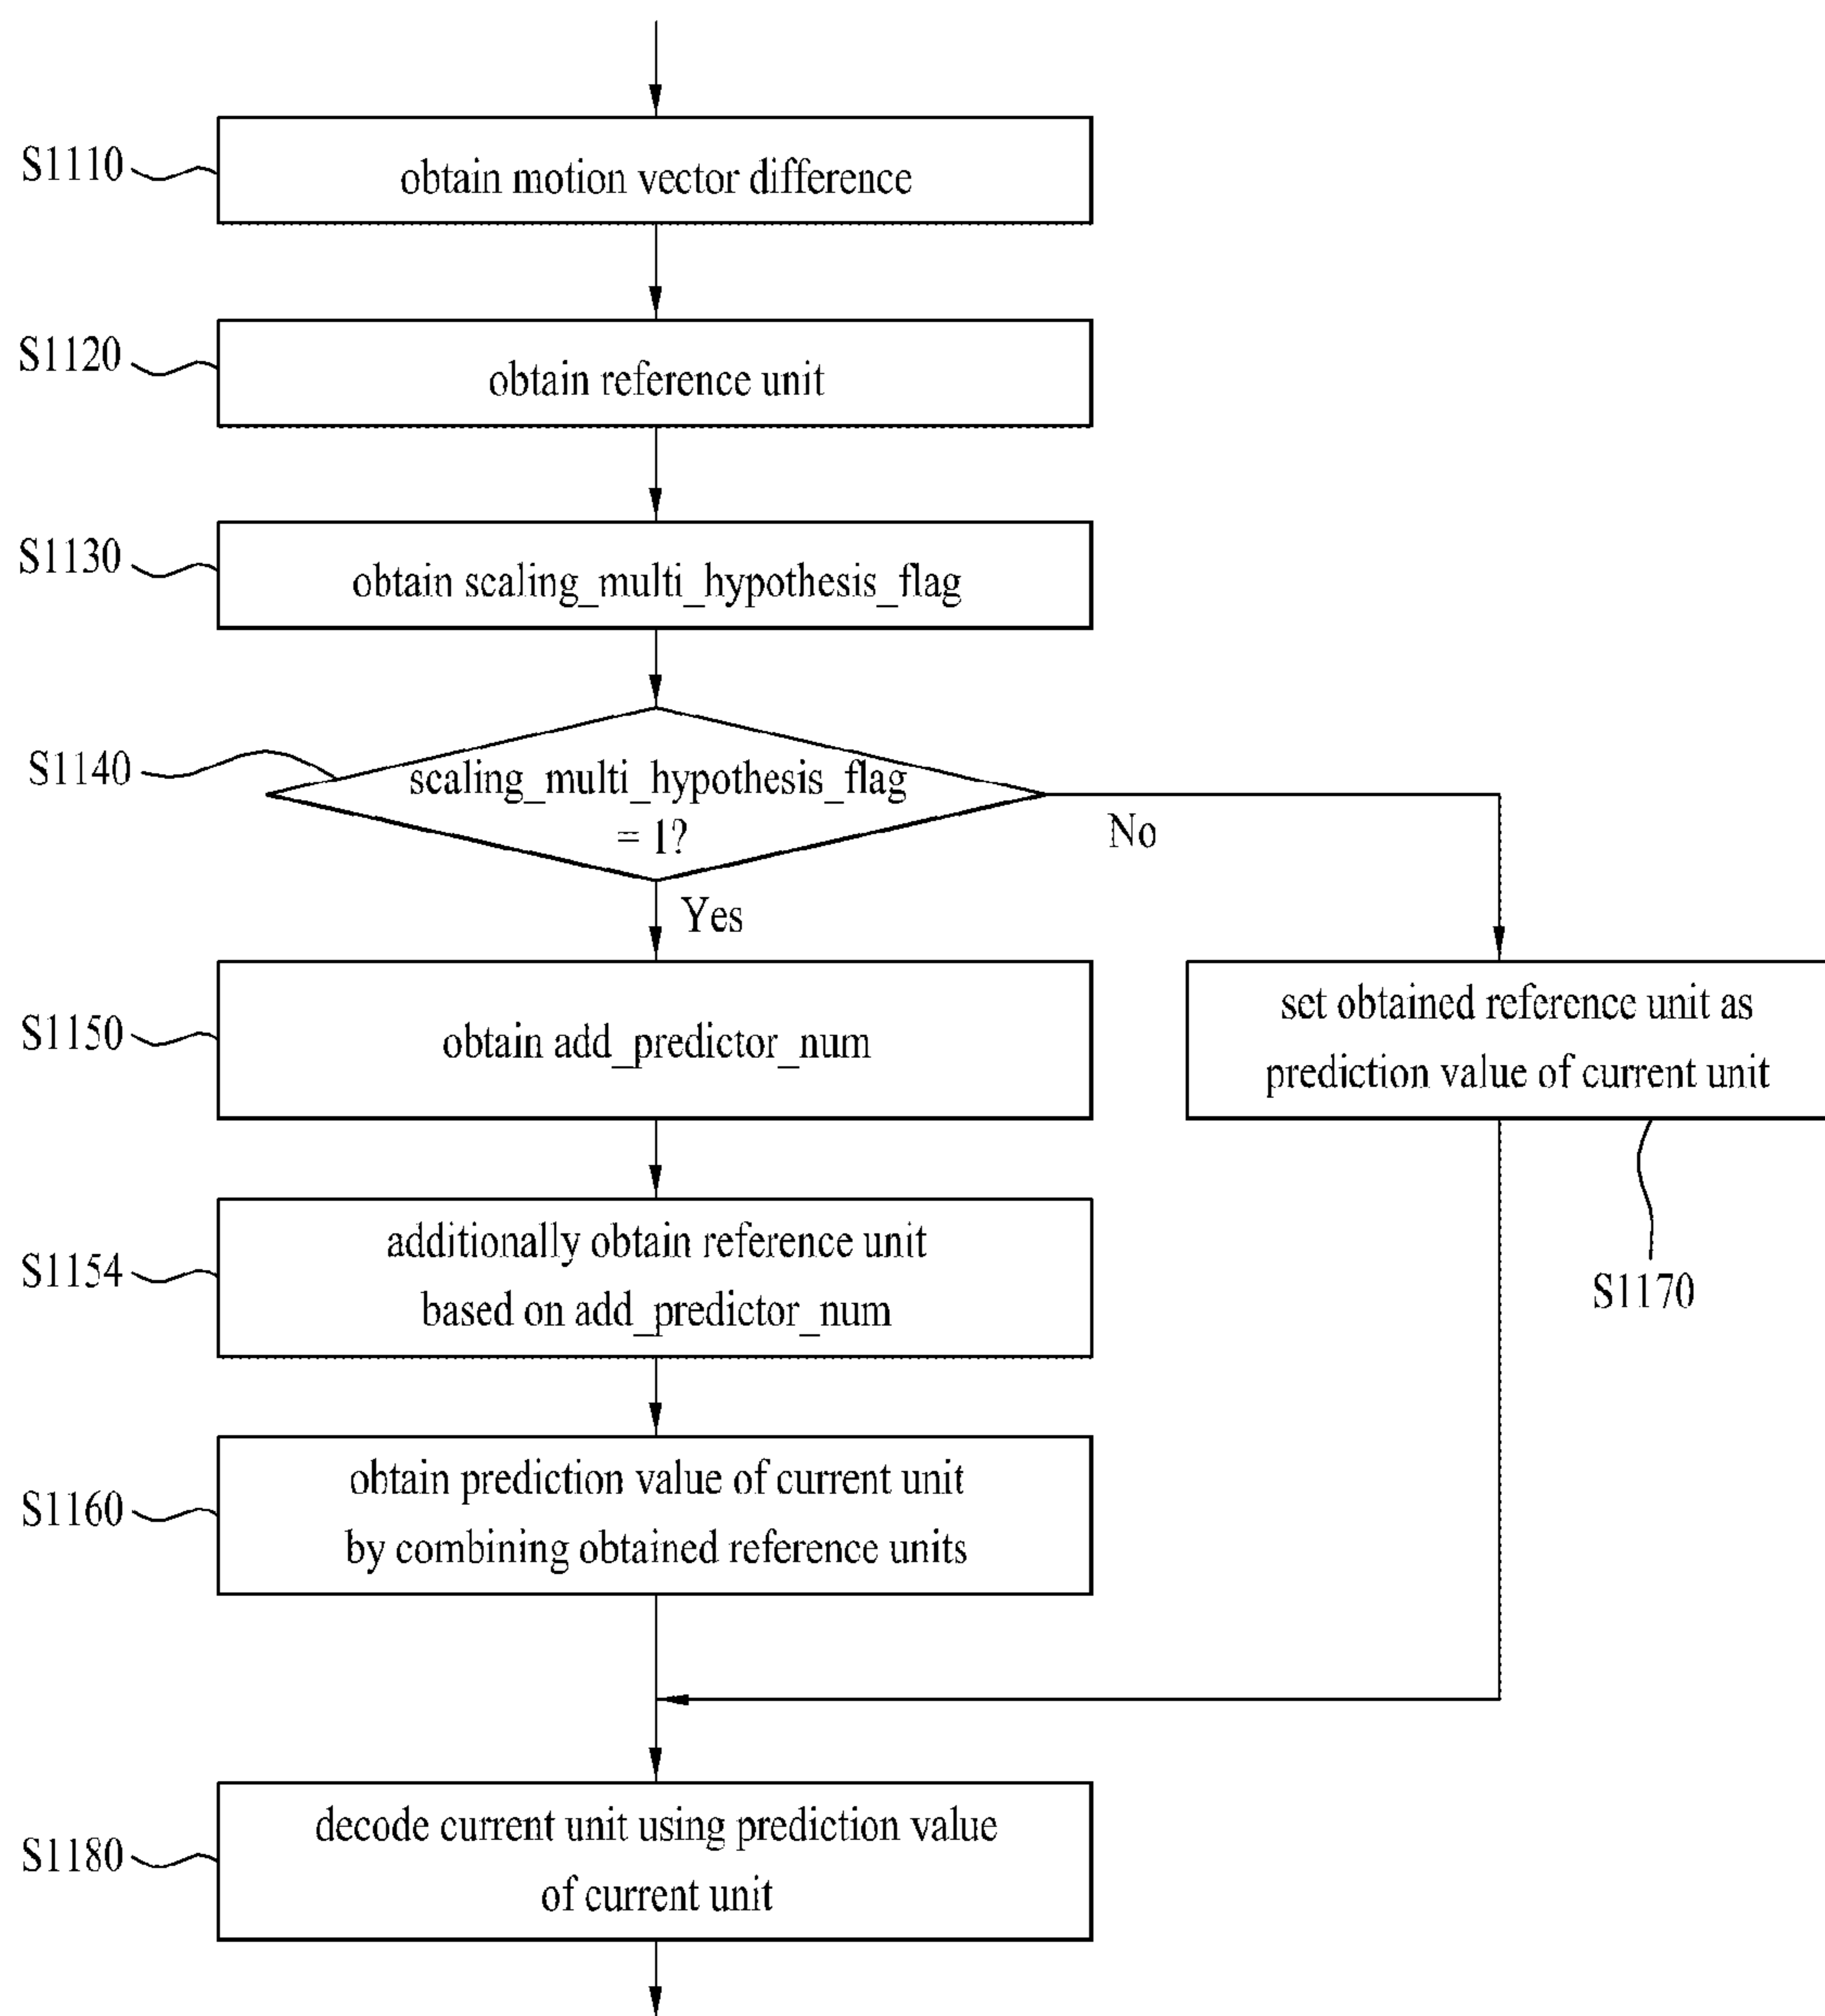 S1110
obtain motion vector difference
S1120
obtain reference unit
S1130
obtain scaling_multi_hypothesis_flag
S1140
scaling_multi_hypothesis_flag
= 1?
No
Yes
S1150
obtain add_predictor_num
set obtained reference unit as
prediction value of current unit
S1170
S1154
additionally obtain reference unit
based on add_predictor_num
S1160
obtain prediction value of current unit
by combining obtained reference units
S1180
decode current unit using prediction value
of current unit